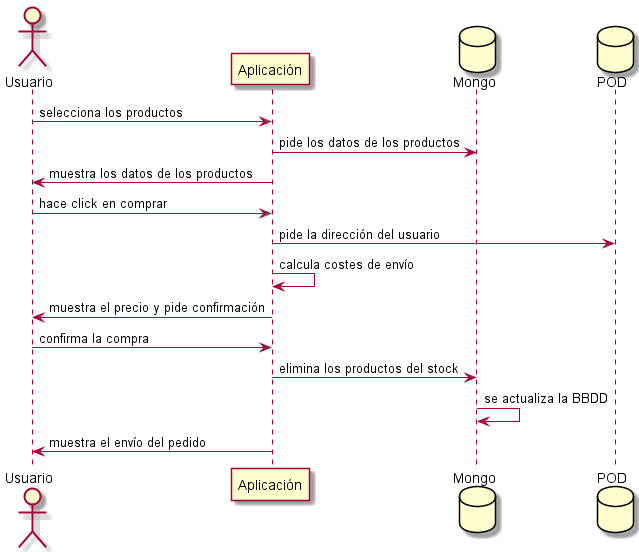 Usuario
Aplicación
Mongo
POD
selecciona los productos
pide los datos de los productos
muestra los datos de los productos
hace click en comprar
pide la dirección del usuario
calcula costes de envío
muestra el precio y pide confirmación
confirma la compra
elimina los productos del stock
se actualiza la BBDD
muestra el envío del pedido
Usuario
Aplicación
Mongo
POD